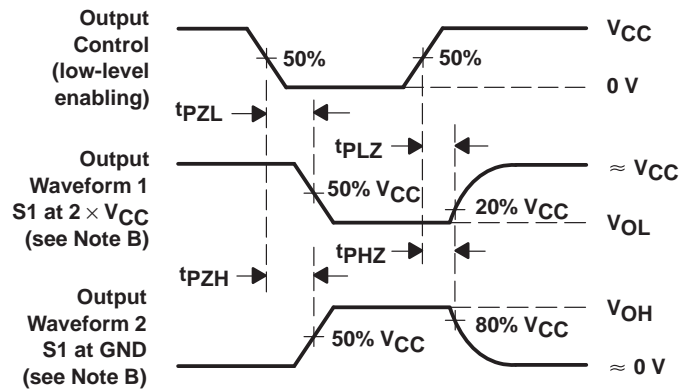 Output
Control
(low-level
enabling)
50%
50%
VCC
0 V
tPZL
tPLZ
Output
Waveform 1
S1 at 2 × VCC
(see Note B)
50% VCC
20% VCC
≈ VCC
VOL
tPZH
tPHZ
Output
Waveform 2
S1 at GND
(see Note B)
50% VCC
80% VCC
VOH
≈ 0 V